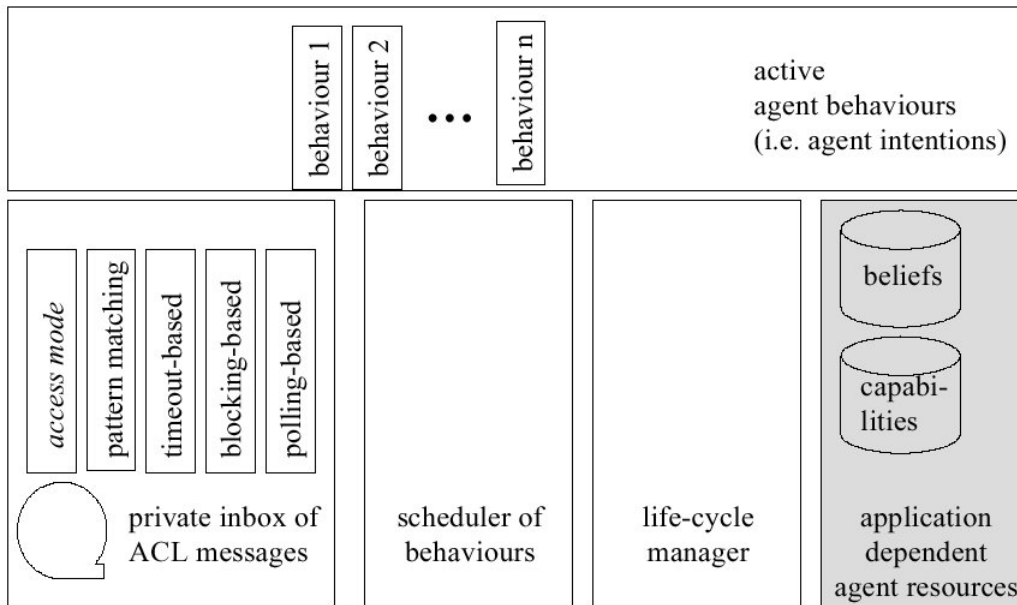 behaviour 1
behaviour 2
•••
behaviour n
active
agent behaviours
(i.e. agent intentions)
access mode
pattern matching
timeout-based
blocking-based
polling-based
private inbox of
ACL messages
scheduler of
behaviours
life-cycle
manager
beliefs
capabi-
lities
application
dependent
agent resources